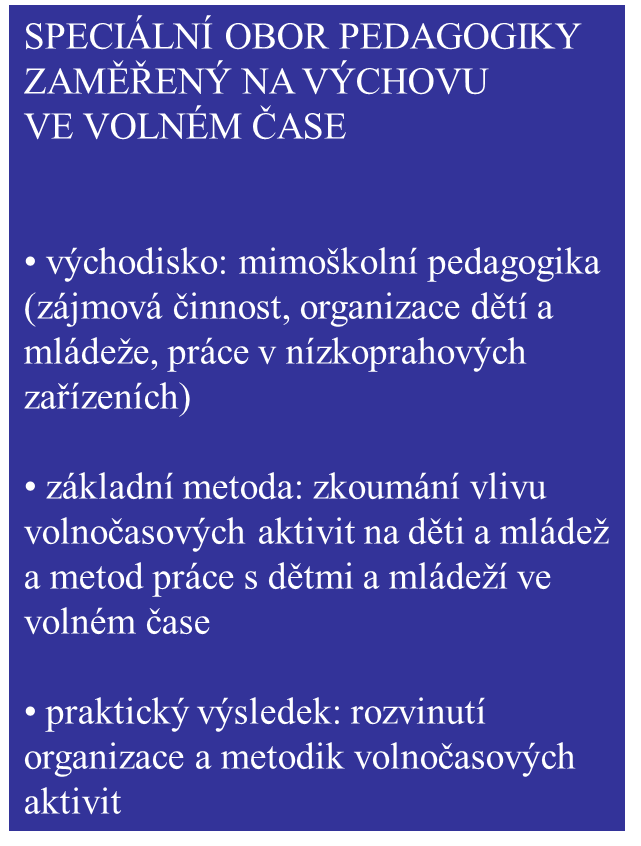 SPECIÁLNÍ OBOR PEDAGOGIKY
ZAMĚŘENÝ NA VÝCHOVU
VE VOLNÉM ČASE
• východisko: mimoškolní pedagogika
(zájmová činnost, organizace dětí a
mládeže, práce v nízkoprahových
zařízeních)
• základní metoda: zkoumání vlivu
volnočasových aktivit na děti a mládež
a metod práce s dětmi a mládeží ve
volném čase
• praktický výsledek: rozvinutí
organizace a metodik volnočasových
aktivit